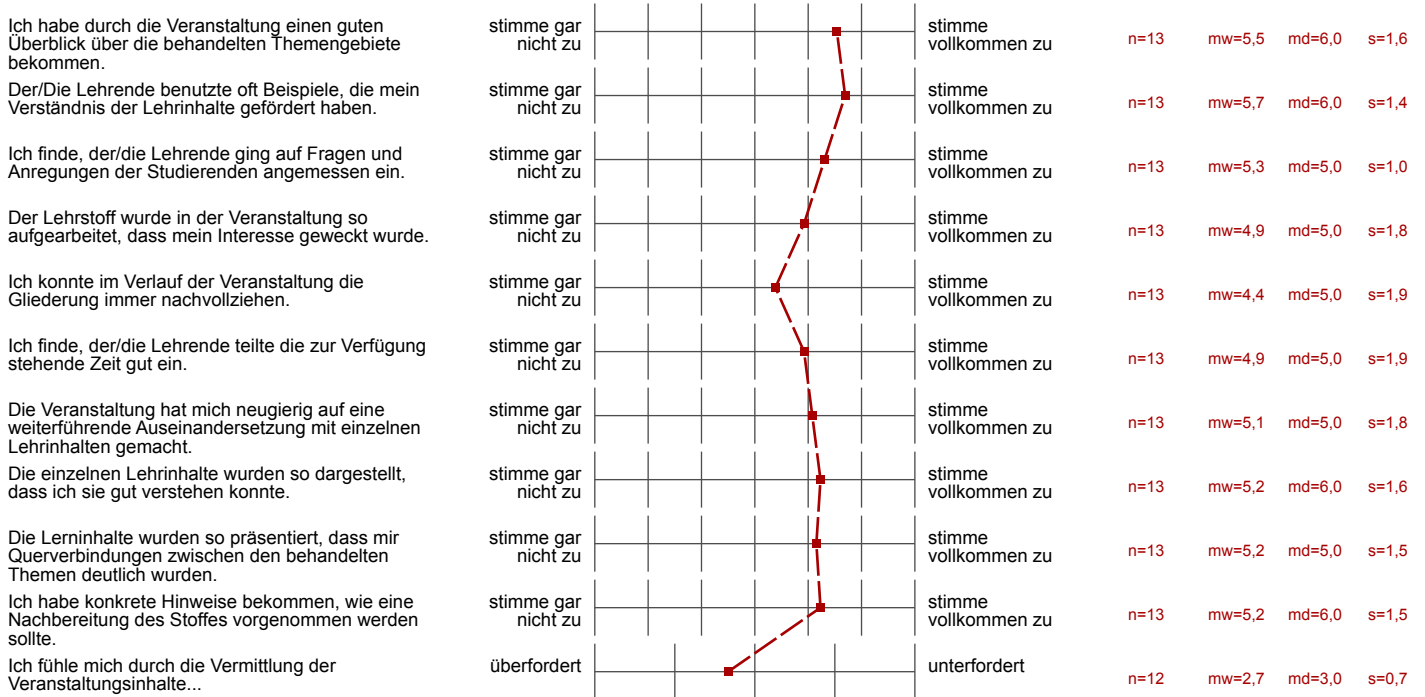 Ich habe durch die Veranstaltung einen guten
Überblick über die behandelten Themengebiete
bekommen.
stimme gar
nicht zu
stimme
vollkommen zu
n=13 mw=5,5 md=6,0 s=1,6
Der/Die Lehrende benutzte oft Beispiele, die mein
Verständnis der Lehrinhalte gefördert haben.
stimme gar
nicht zu
stimme
vollkommen zu
n=13 mw=5,7 md=6,0 s=1,4
Ich finde, der/die Lehrende ging auf Fragen und
Anregungen der Studierenden angemessen ein.
stimme gar
nicht zu
stimme
vollkommen zu
n=13 mw=5,3 md=5,0 s=1,0
Der Lehrstoff wurde in der Veranstaltung so
aufgearbeitet, dass mein Interesse geweckt wurde.
stimme gar
nicht zu
stimme
vollkommen zu
n=13 mw=4,9 md=5,0 s=1,8
Ich konnte im Verlauf der Veranstaltung die
Gliederung immer nachvollziehen.
stimme gar
nicht zu
stimme
vollkommen zu
n=13 mw=4,4 md=5,0 s=1,9
Ich finde, der/die Lehrende teilte die zur Verfügung
stehende Zeit gut ein.
stimme gar
nicht zu
stimme
vollkommen zu
n=13 mw=4,9 md=5,0 s=1,9
Die Veranstaltung hat mich neugierig auf eine
weiterführende Auseinandersetzung mit einzelnen
Lehrinhalten gemacht.
stimme gar
nicht zu
stimme
vollkommen zu
n=13 mw=5,1 md=5,0 s=1,8
Die einzelnen Lehrinhalte wurden so dargestellt,
dass ich sie gut verstehen konnte.
stimme gar
nicht zu
stimme
vollkommen zu
n=13 mw=5,2 md=6,0 s=1,6
Die Lerninhalte wurden so präsentiert, dass mir
Querverbindungen zwischen den behandelten
Themen deutlich wurden.
stimme gar
nicht zu
stimme
vollkommen zu
n=13 mw=5,2 md=5,0 s=1,5
Ich habe konkrete Hinweise bekommen, wie eine
Nachbereitung des Stoffes vorgenommen werden
sollte.
stimme gar
nicht zu
stimme
vollkommen zu
n=13 mw=5,2 md=6,0 s=1,5
Ich fühle mich durch die Vermittlung der
Veranstaltungsinhalte...
überfordert
unterfordert
n=12 mw=2,7 md=3,0 s=0,7